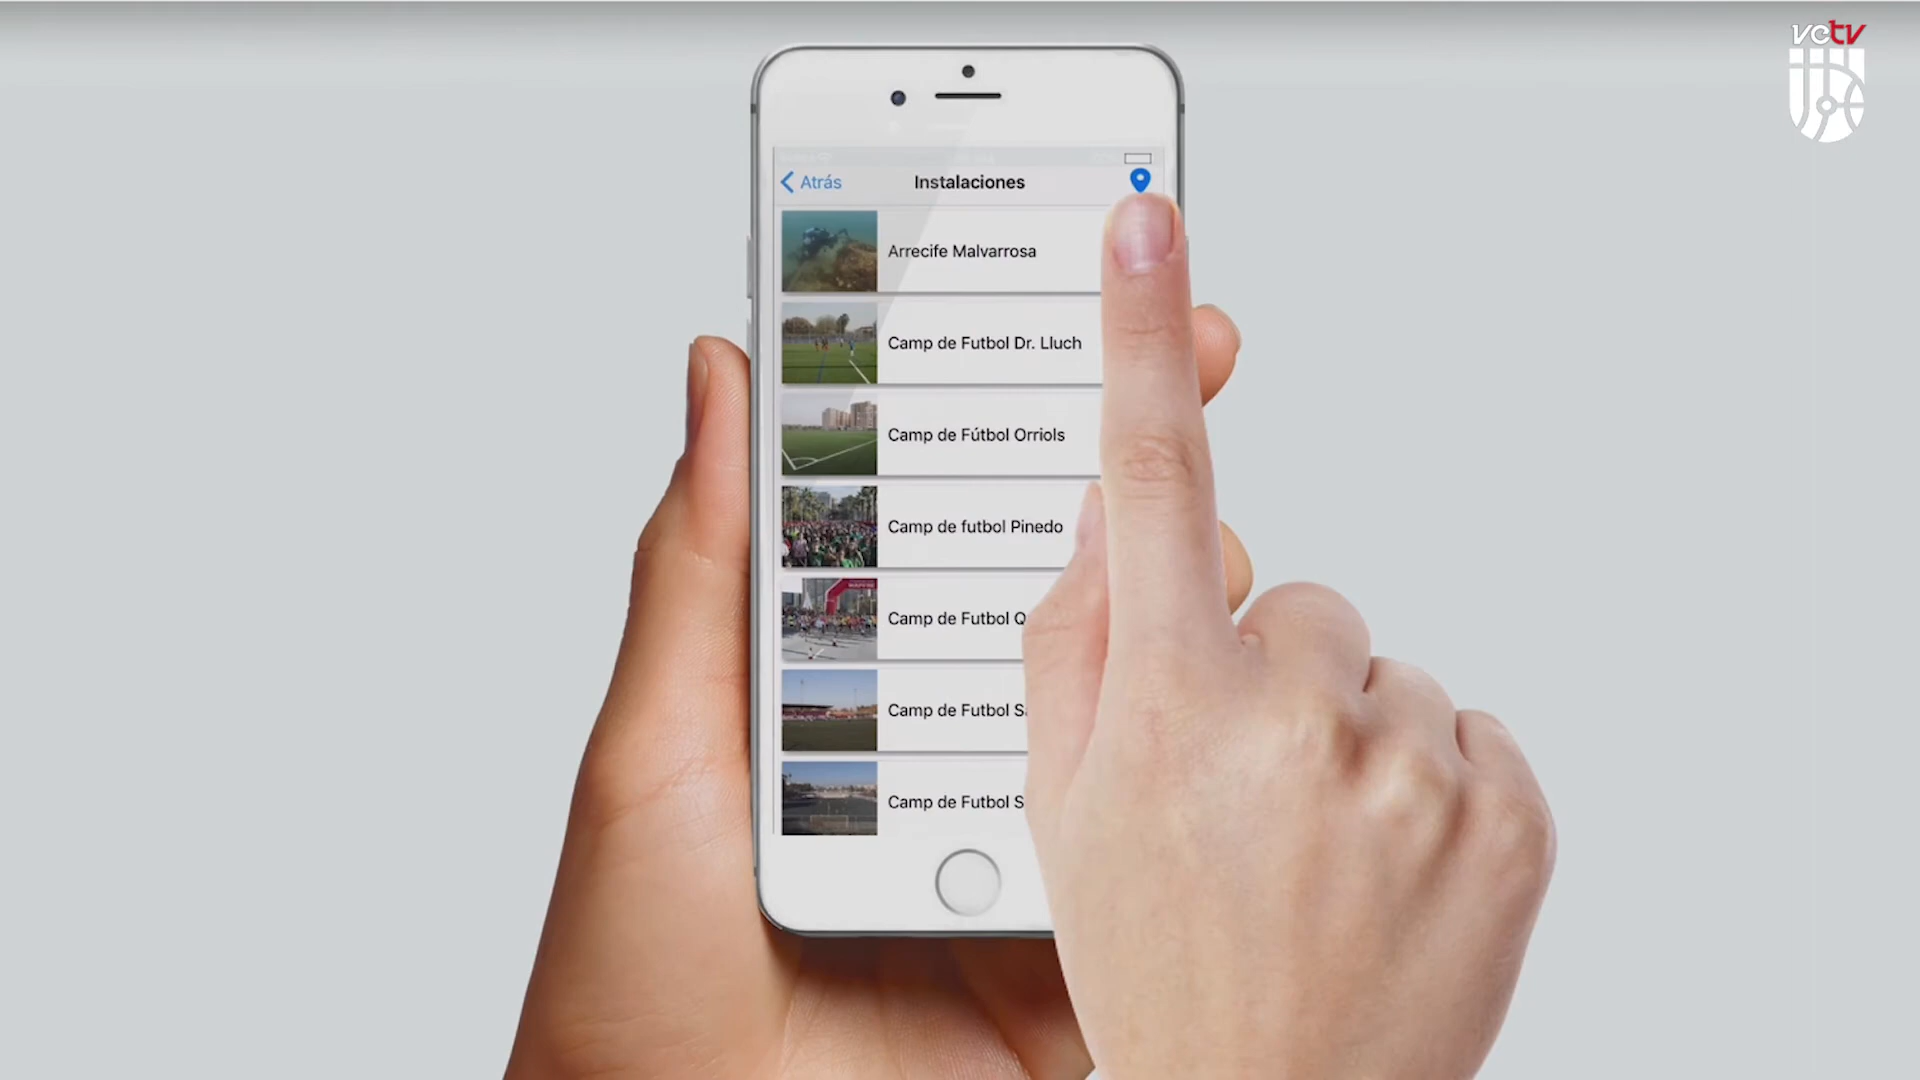 vctv
Atrás
Instalaciones
Arrecife Malvarrosa
Camp de Futbol Dr. Lluch
Camp de Fútbol Orriols
Camp de futbol Pinedo
Camp de Futbol
Camp de Futbol
Camp de Futbol